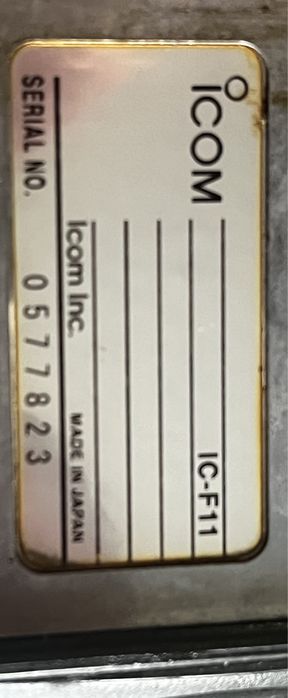 ICOM
IC-F11
Icom Inc. MADE IN JAPAN
SERIAL NO. 0577823